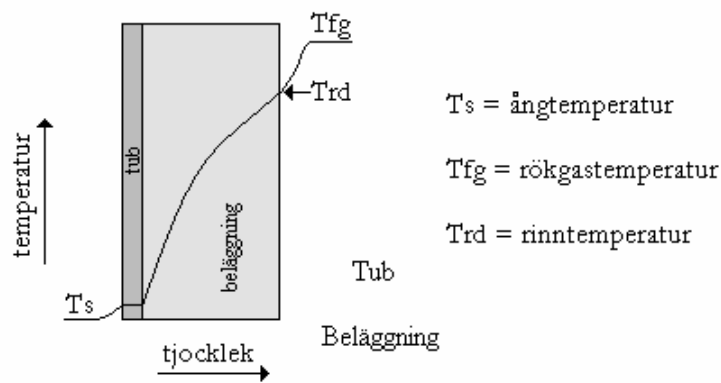 Tfg
Trd
Ts = ångtemperatur
temperatur
tub
Tfg = rökgastemperatur
Trd = rinntemperatur
beläggning
Tub
Ts
Beläggning
tjocklek